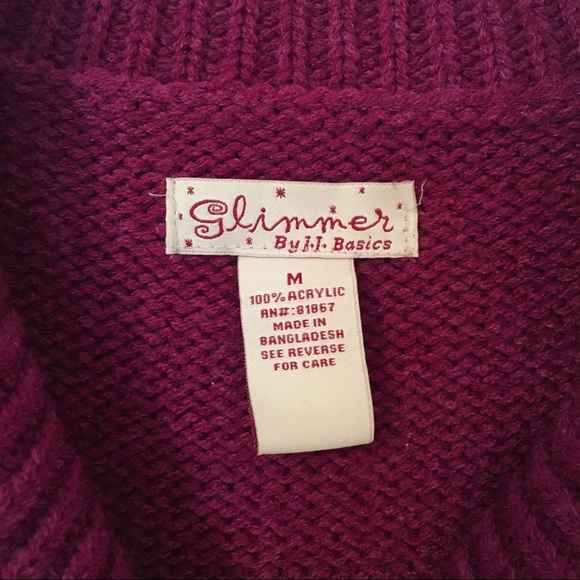 Glimmer
By J.J. Basics
M
100% ACRYLIC
RN#:81867
MADE IN
BANGLADESH
SEE REVERSE
FOR CARE